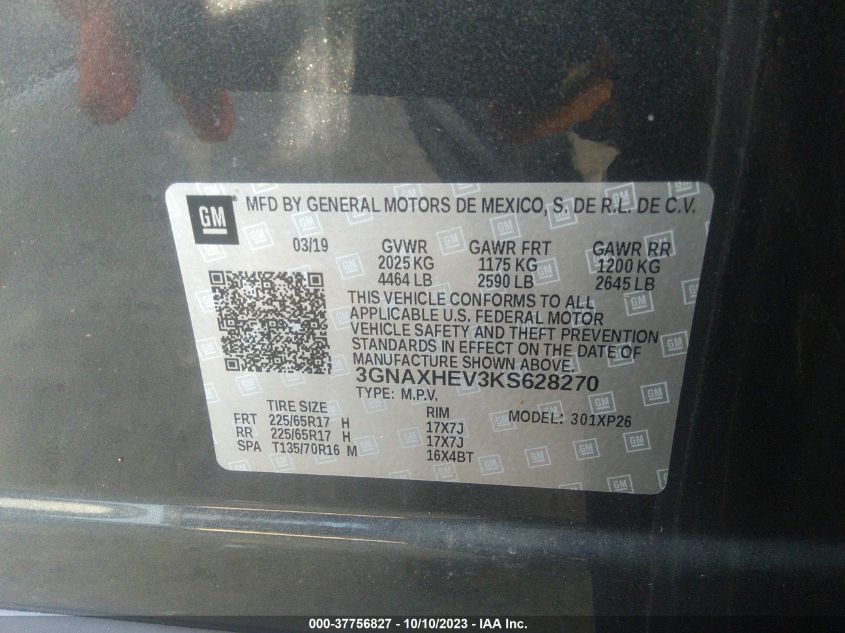 GM ® MFD BY GENERAL MOTORS DE MEXICO, S. DE R.L. DE C.V.
03/19 GVWR GAWR FRT GAWR RR
2025 KG 1175 KG 1200 KG
4464 LB 2590 LB 2645 LB
THIS VEHICLE CONFORMS TO ALL
APPLICABLE U.S. FEDERAL MOTOR
VEHICLE SAFETY AND THEFT PREVENTION
STANDARDS IN EFFECT ON THE DATE OF
MANUFACTURE SHOWN ABOVE.
3GNAXHEV3KS628270
TYPE: M.P.V.
TIRE SIZE RIM MODEL: 301XP26
FRT 225/65R17 H 17X7J
RR 225/65R17 H 17X7J
SPA T135/70R16 M 16X4BT
000-37756827 - 10/10/2023 - IAA Inc.